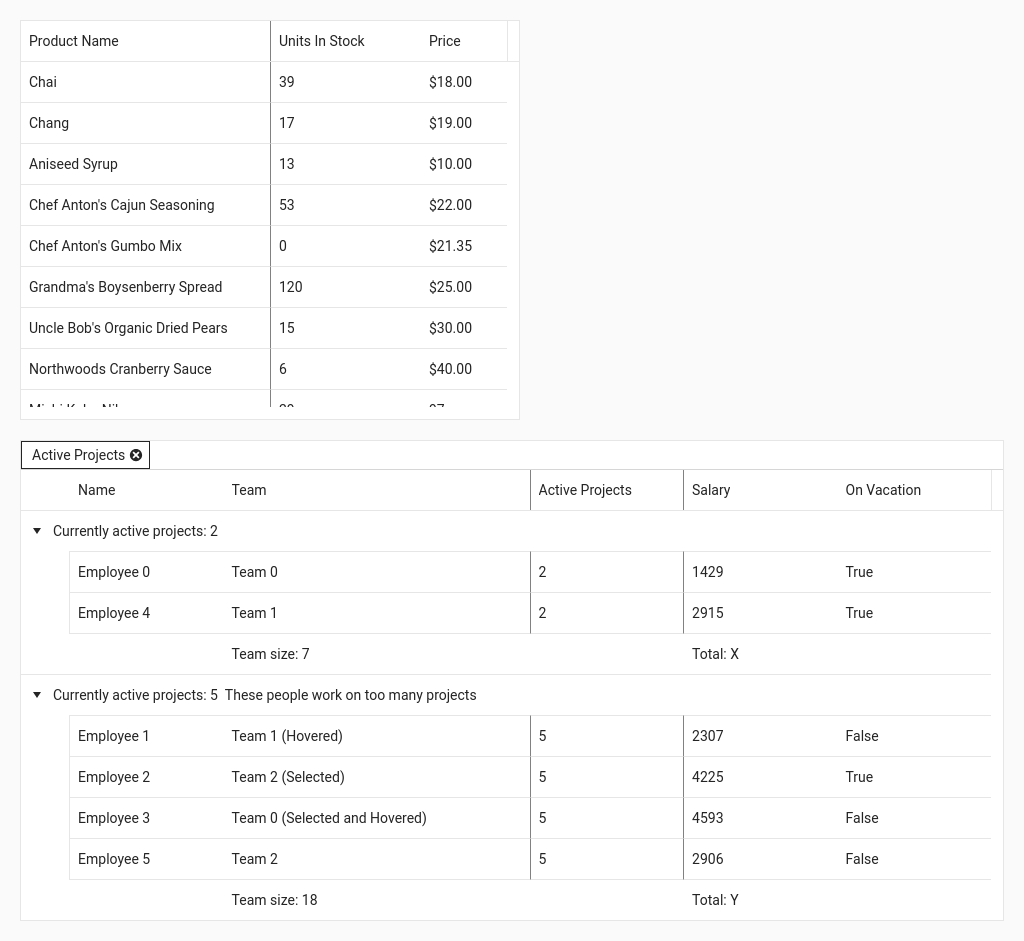 Product Name Units In Stock Price
Chai 39 $18.00
Chang 17 $19.00
Aniseed Syrup 13 $10.00
Chef Anton's Cajun Seasoning 53 $22.00
Chef Anton's Gumbo Mix 0 $21.35
Grandma's Boysenberry Spread 120 $25.00
Uncle Bob's Organic Dried Pears 15 $30.00
Northwoods Cranberry Sauce 6 $40.00
Active Projects
Name Team Active Projects Salary On Vacation
Currently active projects: 2
Employee 0 Team 0 2 1429 True
Employee 4 Team 1 2 2915 True
Team size: 7 Total: X
Currently active projects: 5 These people work on too many projects
Employee 1 Team 1 (Hovered) 5 2307 False
Employee 2 Team 2 (Selected) 5 4225 True
Employee 3 Team 0 (Selected and Hovered) 5 4593 False
Employee 5 Team 2 5 2906 False
Team size: 18 Total: Y